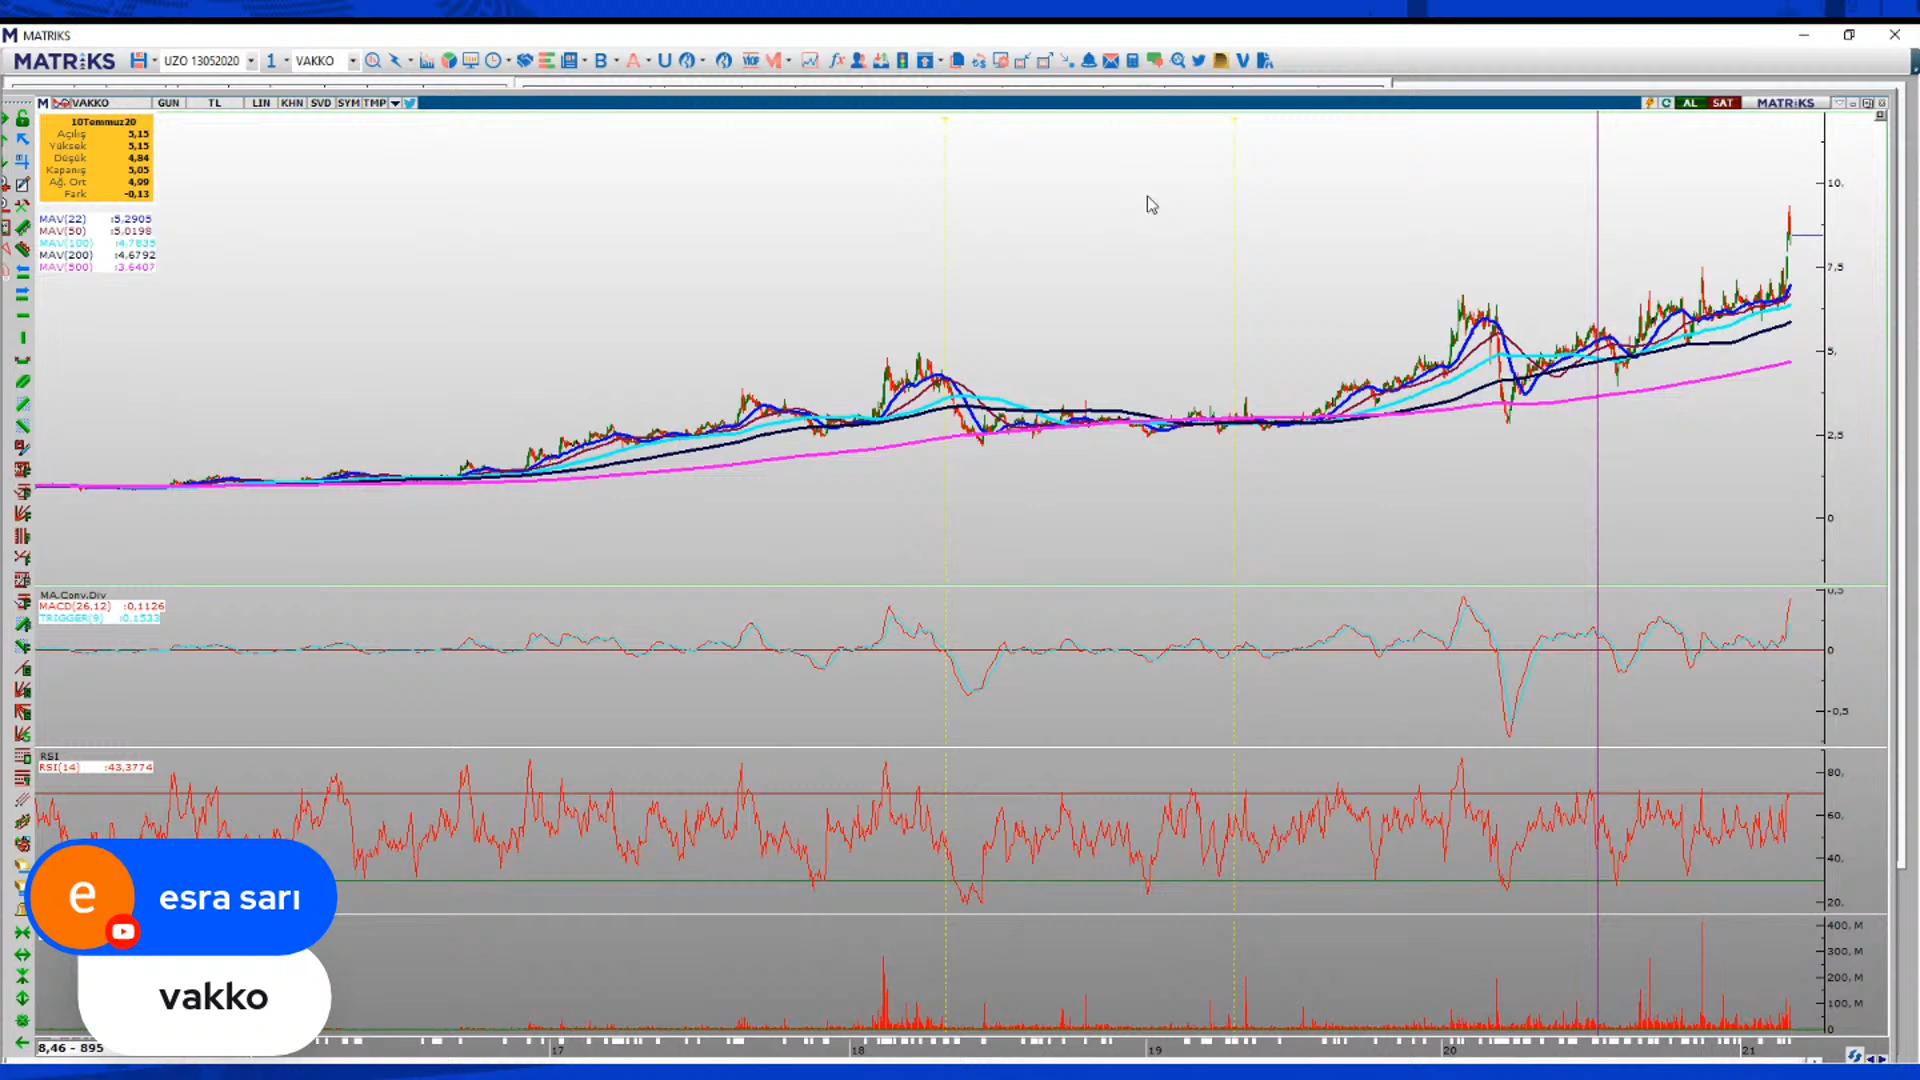 MATRIKS
MATRiKS UZO 13052020 1 VAKKO B A U VIOP M fx V
VAKKO GUN TL LIN KHN SVD SYM TMP AL SAT MATRiKS
10Temmuz20
Açılış 5,15
Yüksek 5,15
Düşük 4,84
Kapanış 5,05
Ağ. Ort 4,99
Fark -0,13
MAV(22) :5,2905
MAV(50) :5,0198
MAV(100) :4,7835
MAV(200) :4,6792
MAV(500) :3,6407
10,
7,5
5,
2,5
0
MA.Conv.Div
MACD(26,12) :0,1126
TRIGGER(9) :0,1533
0,5
0
-0,5
RSI
RSI(14) :43,3774
80,
60,
40,
20,
400, M
300, M
200, M
100, M
0
e
esra sarı
vakko
8,46 - 895
17 18 19 20 21